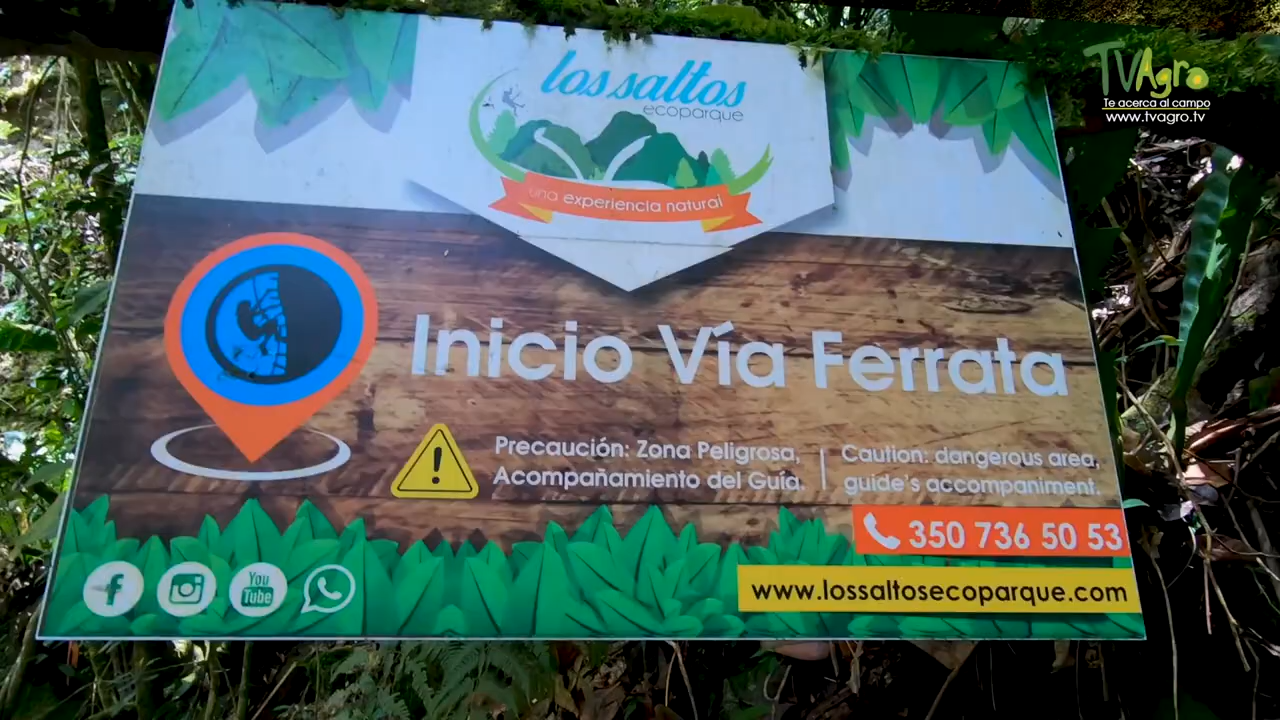 lossaltos
ecoparque
una experiencia natural
TVAgro
Te acerca al campo
www.tvagro.tv
Inicio Vía Ferrata
Precaución: Zona Peligrosa,
Acompañamiento del Guía.
Caution: dangerous area,
guide's accompaniment.
350 736 50 53
www.lossaltosecoparque.com
You
Tube